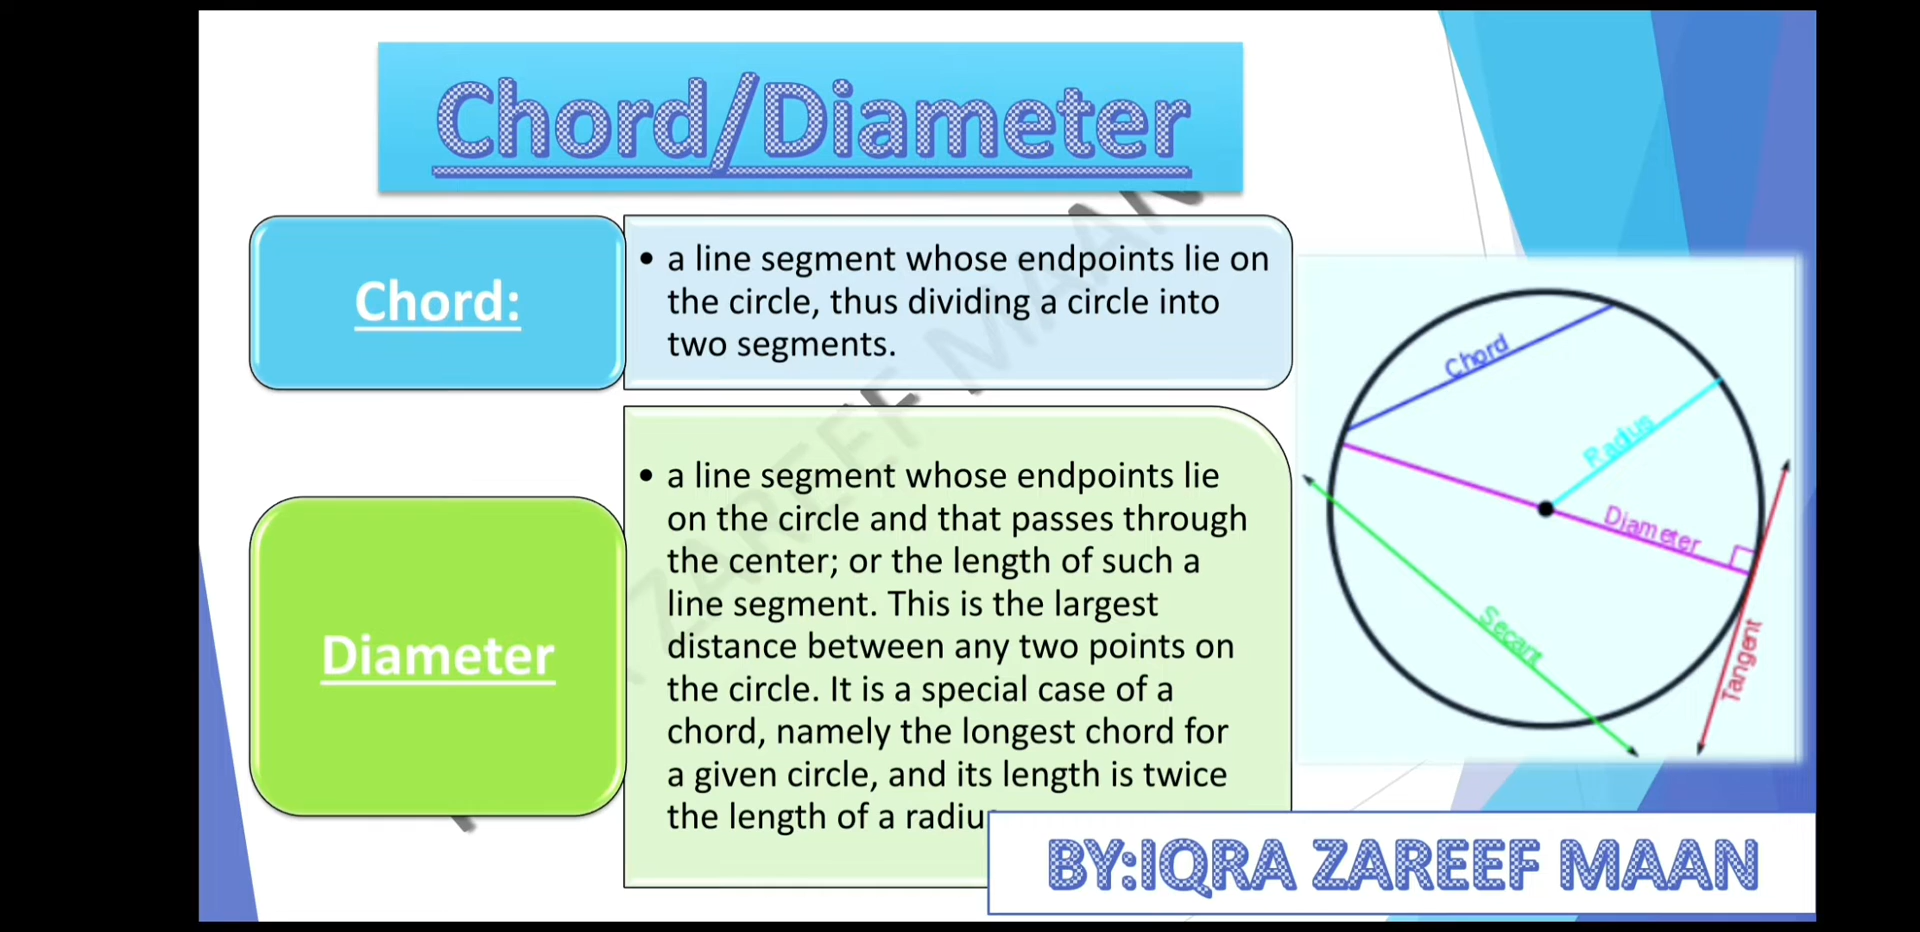 Chord/Diameter
Chord:
• a line segment whose endpoints lie on
the circle, thus dividing a circle into
two segments.
Diameter
• a line segment whose endpoints lie
on the circle and that passes through
the center; or the length of such a
line segment. This is the largest
distance between any two points on
the circle. It is a special case of a
chord, namely the longest chord for
a given circle, and its length is twice
the length of a
Chord
Radius
Diameter
Secant
Tangent
ZAREEF MAAN
BY:IQRA ZAREEF MAAN